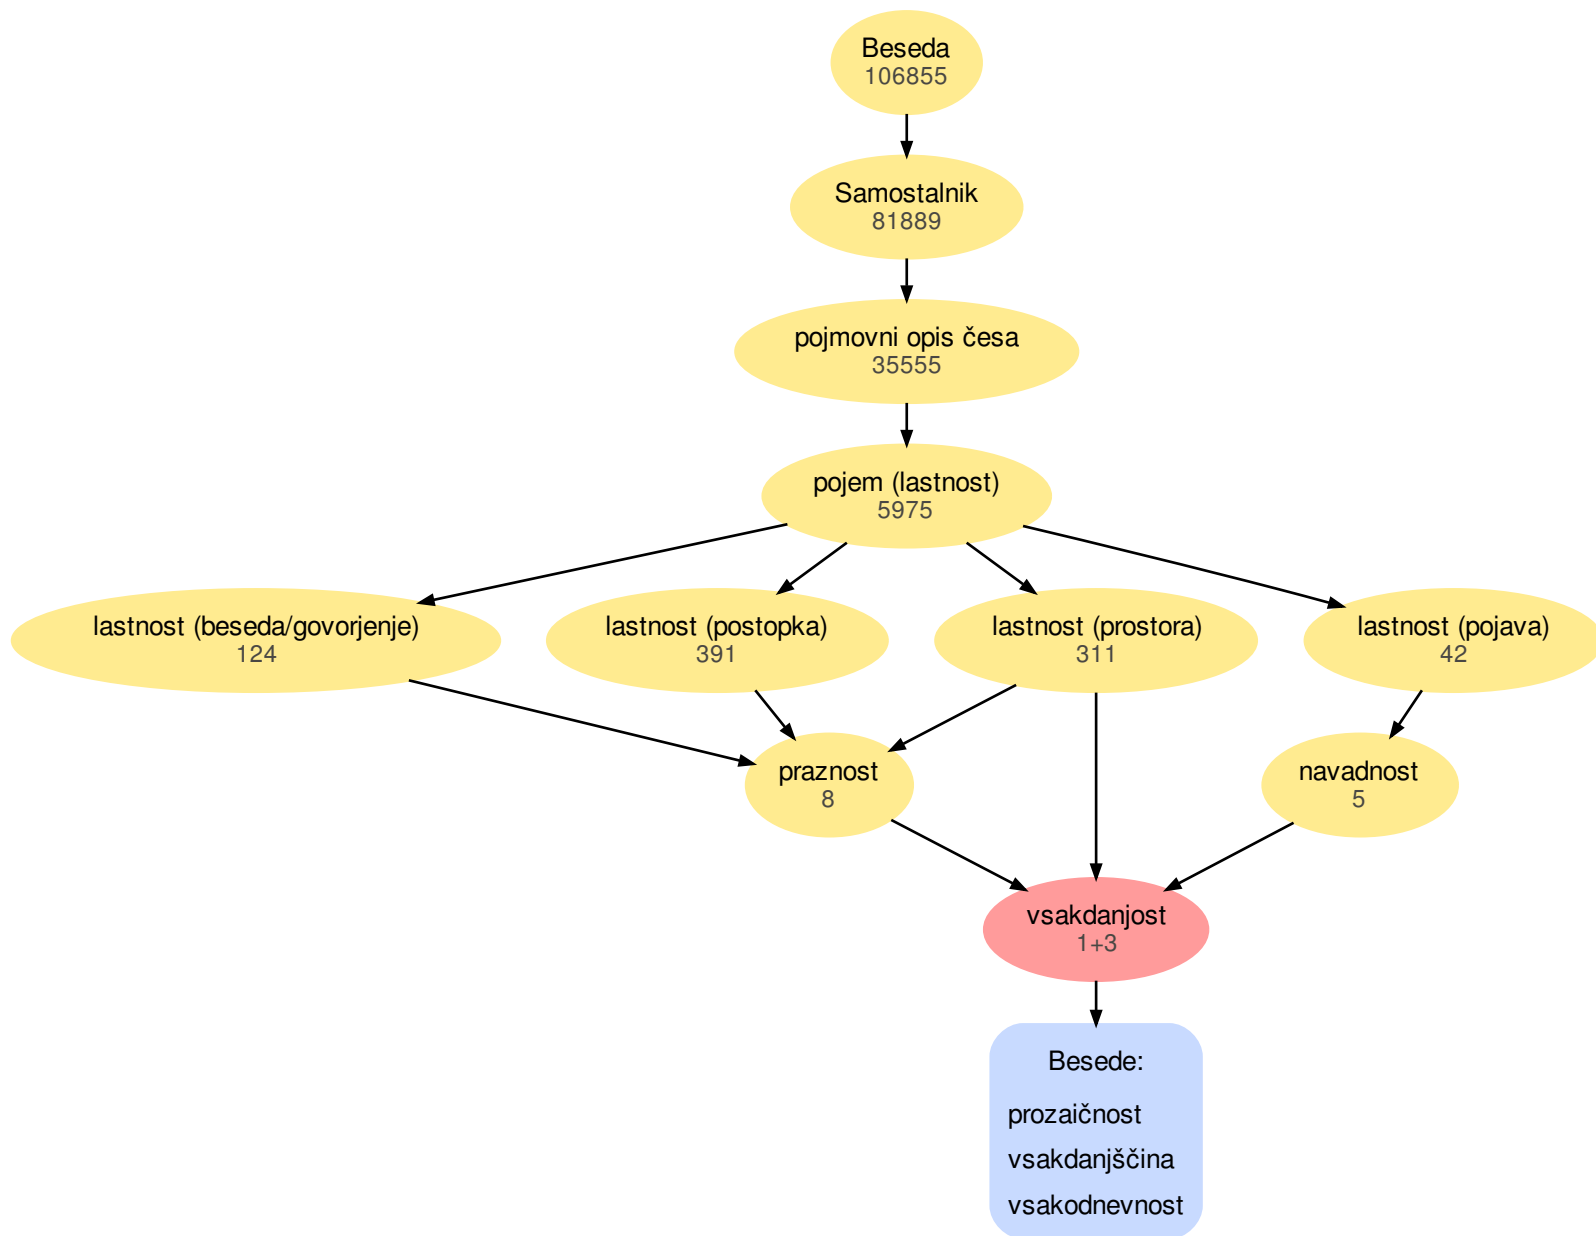 Beseda
106855
Samostalnik
81889
pojmovni opis česa
35555
pojem (lastnost)
5975
lastnost (beseda/govorjenje)
124
lastnost (postopka)
391
lastnost (prostora)
311
lastnost (pojava)
42
praznost
8
navadnost
5
vsakdanjost
1+3
Besede:
prozaičnost
vsakdanjščina
vsakodnevnost